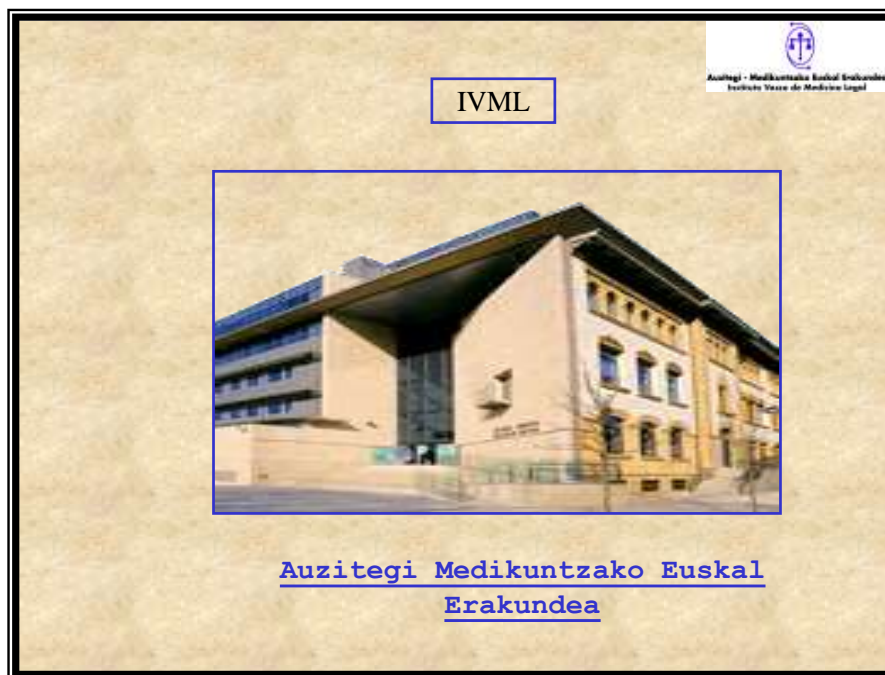 Auzitegi - Medikuntzako Euskal Erakundea
Instituto Vasco de Medicina Legal
IVML
Auzitegi Medikuntzako Euskal
Erakundea